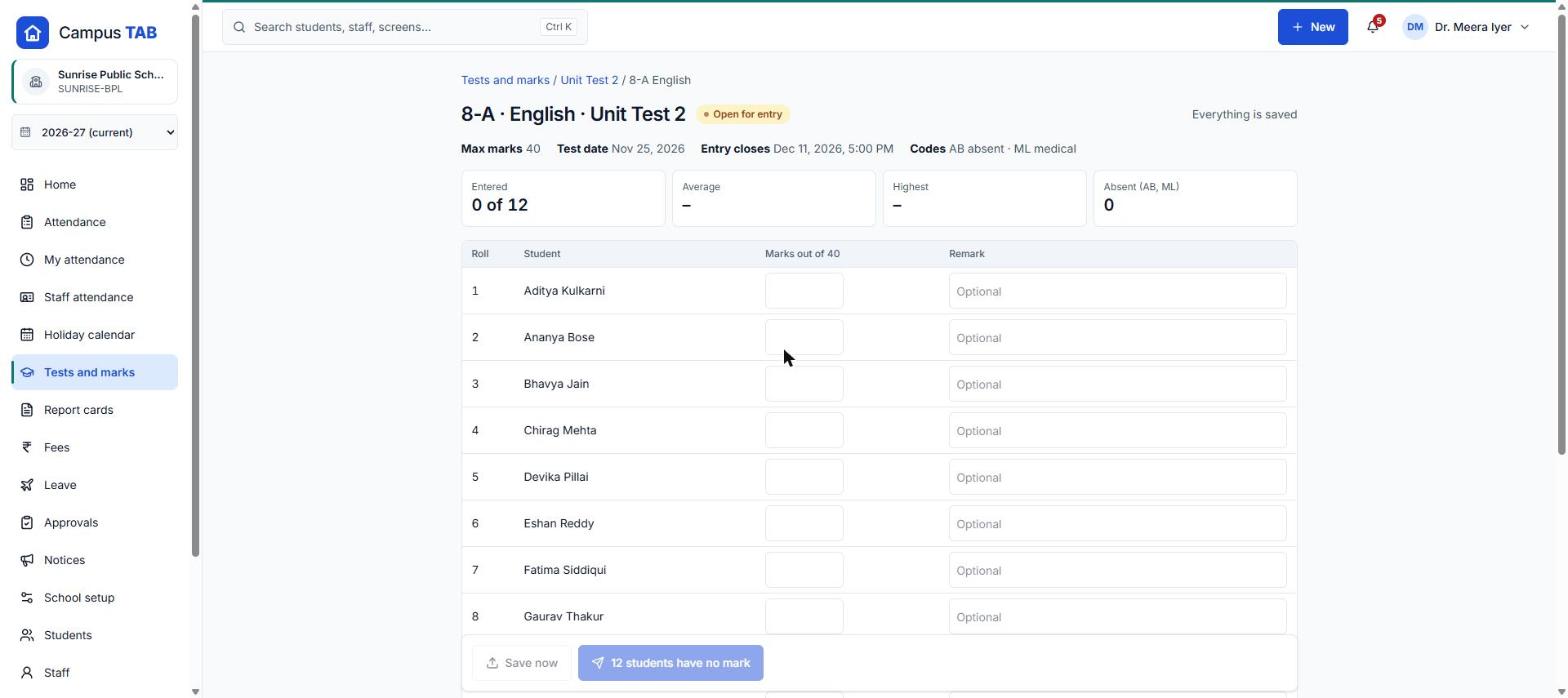 Campus TAB
Search students, staff, screens...
Ctrl K
New
5
DM
Dr. Meera Iyer
Sunrise Public Sch...
SUNRISE-BPL
2026-27 (current)
Home
Attendance
My attendance
Staff attendance
Holiday calendar
Tests and marks
Report cards
Fees
Leave
Approvals
Notices
School setup
Students
Staff
Tests and marks / Unit Test 2 / 8-A English
8-A · English · Unit Test 2
Open for entry
Everything is saved
Max marks 40 Test date Nov 25, 2026 Entry closes Dec 11, 2026, 5:00 PM Codes AB absent · ML medical
Entered
0 of 12
Average
–
Highest
–
Absent (AB, ML)
0
Roll Student Marks out of 40 Remark
1 Aditya Kulkarni Optional
2 Ananya Bose Optional
3 Bhavya Jain Optional
4 Chirag Mehta Optional
5 Devika Pillai Optional
6 Eshan Reddy Optional
7 Fatima Siddiqui Optional
8 Gaurav Thakur Optional
Save now
12 students have no mark